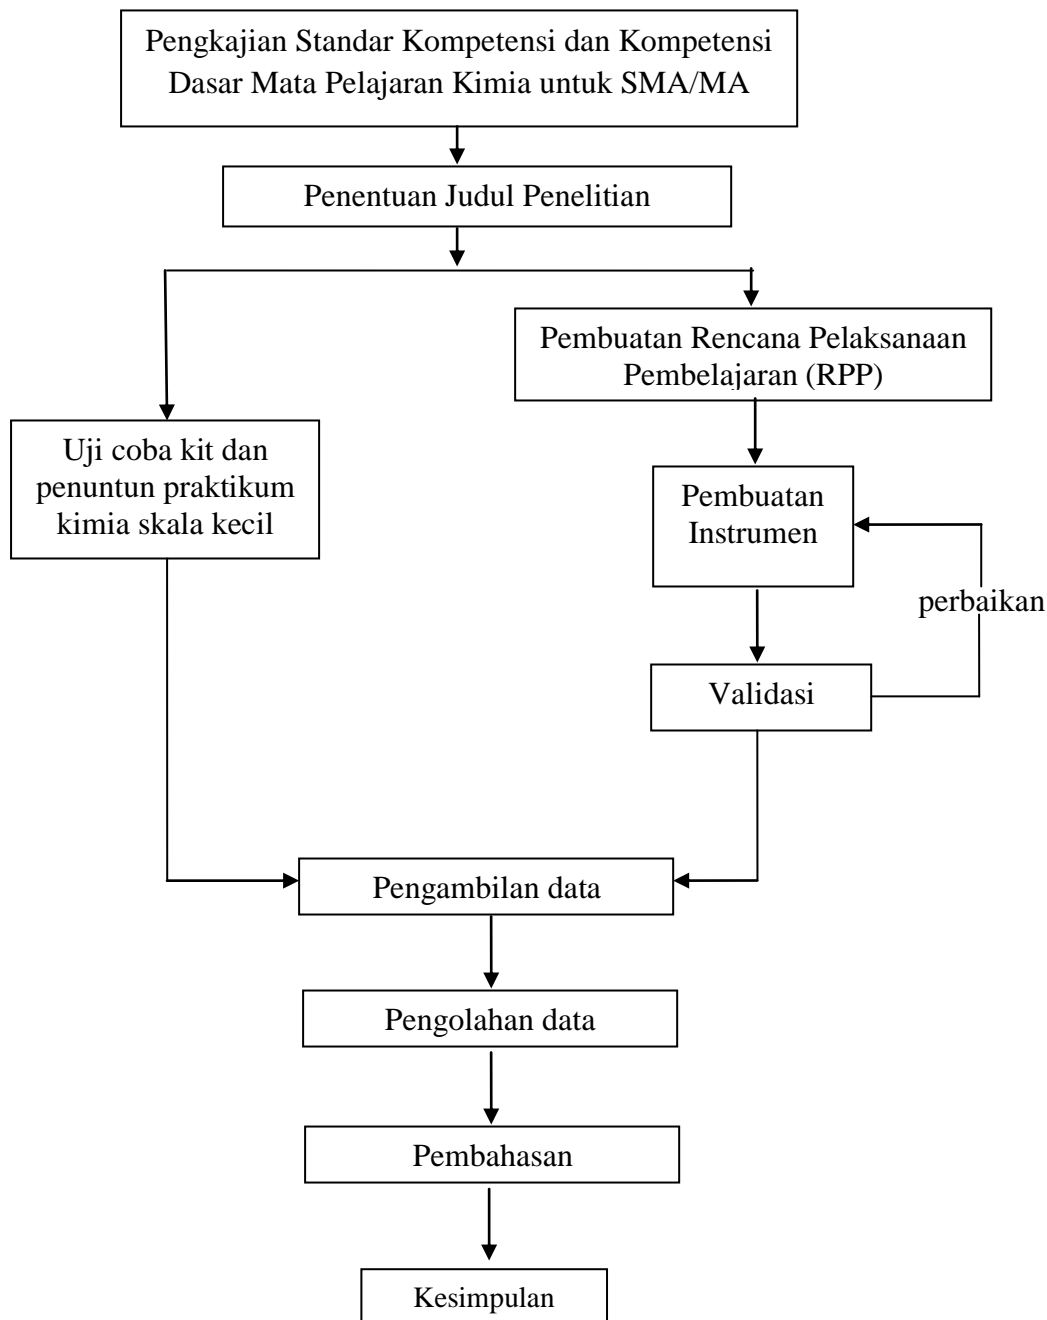 Pengkajian Standar Kompetensi dan Kompetensi
Dasar Mata Pelajaran Kimia untuk SMA/MA
Penentuan Judul Penelitian
Pembuatan Rencana Pelaksanaan
Pembelajaran (RPP)
Uji coba kit dan
penuntun praktikum
kimia skala kecil
Pembuatan
Instrumen
perbaikan
Validasi
Pengambilan data
Pengolahan data
Pembahasan
Kesimpulan